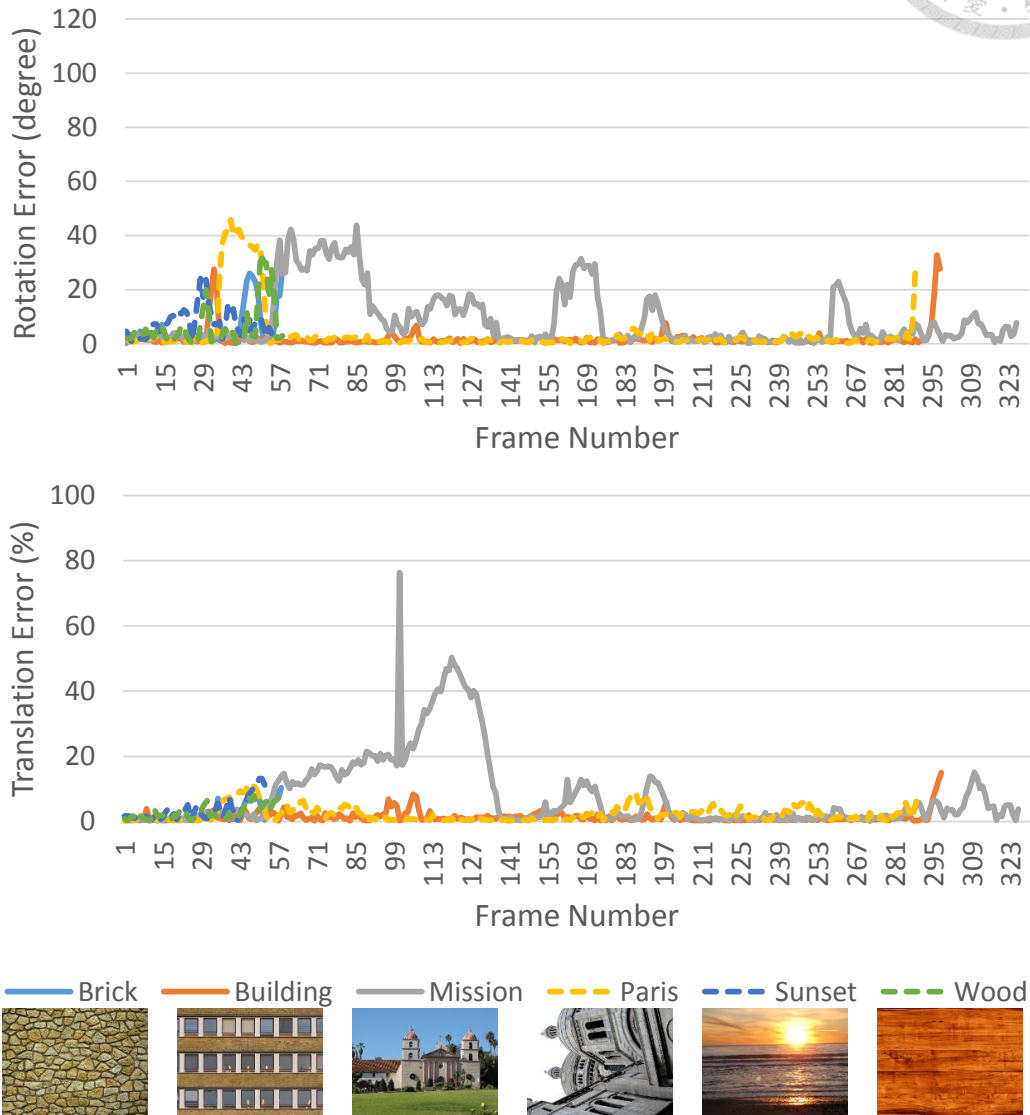 愛
Rotation Error (degree)
120
100
80
60
40
20
0
1 15 29 43 57 71 85 99 113 127 141 155 169 183 197 211 225 239 253 267 281 295 309 323
Frame Number
Translation Error (%)
100
80
60
40
20
0
1 15 29 43 57 71 85 99 113 127 141 155 169 183 197 211 225 239 253 267 281 295 309 323
Frame Number
Brick Building Mission Paris Sunset Wood